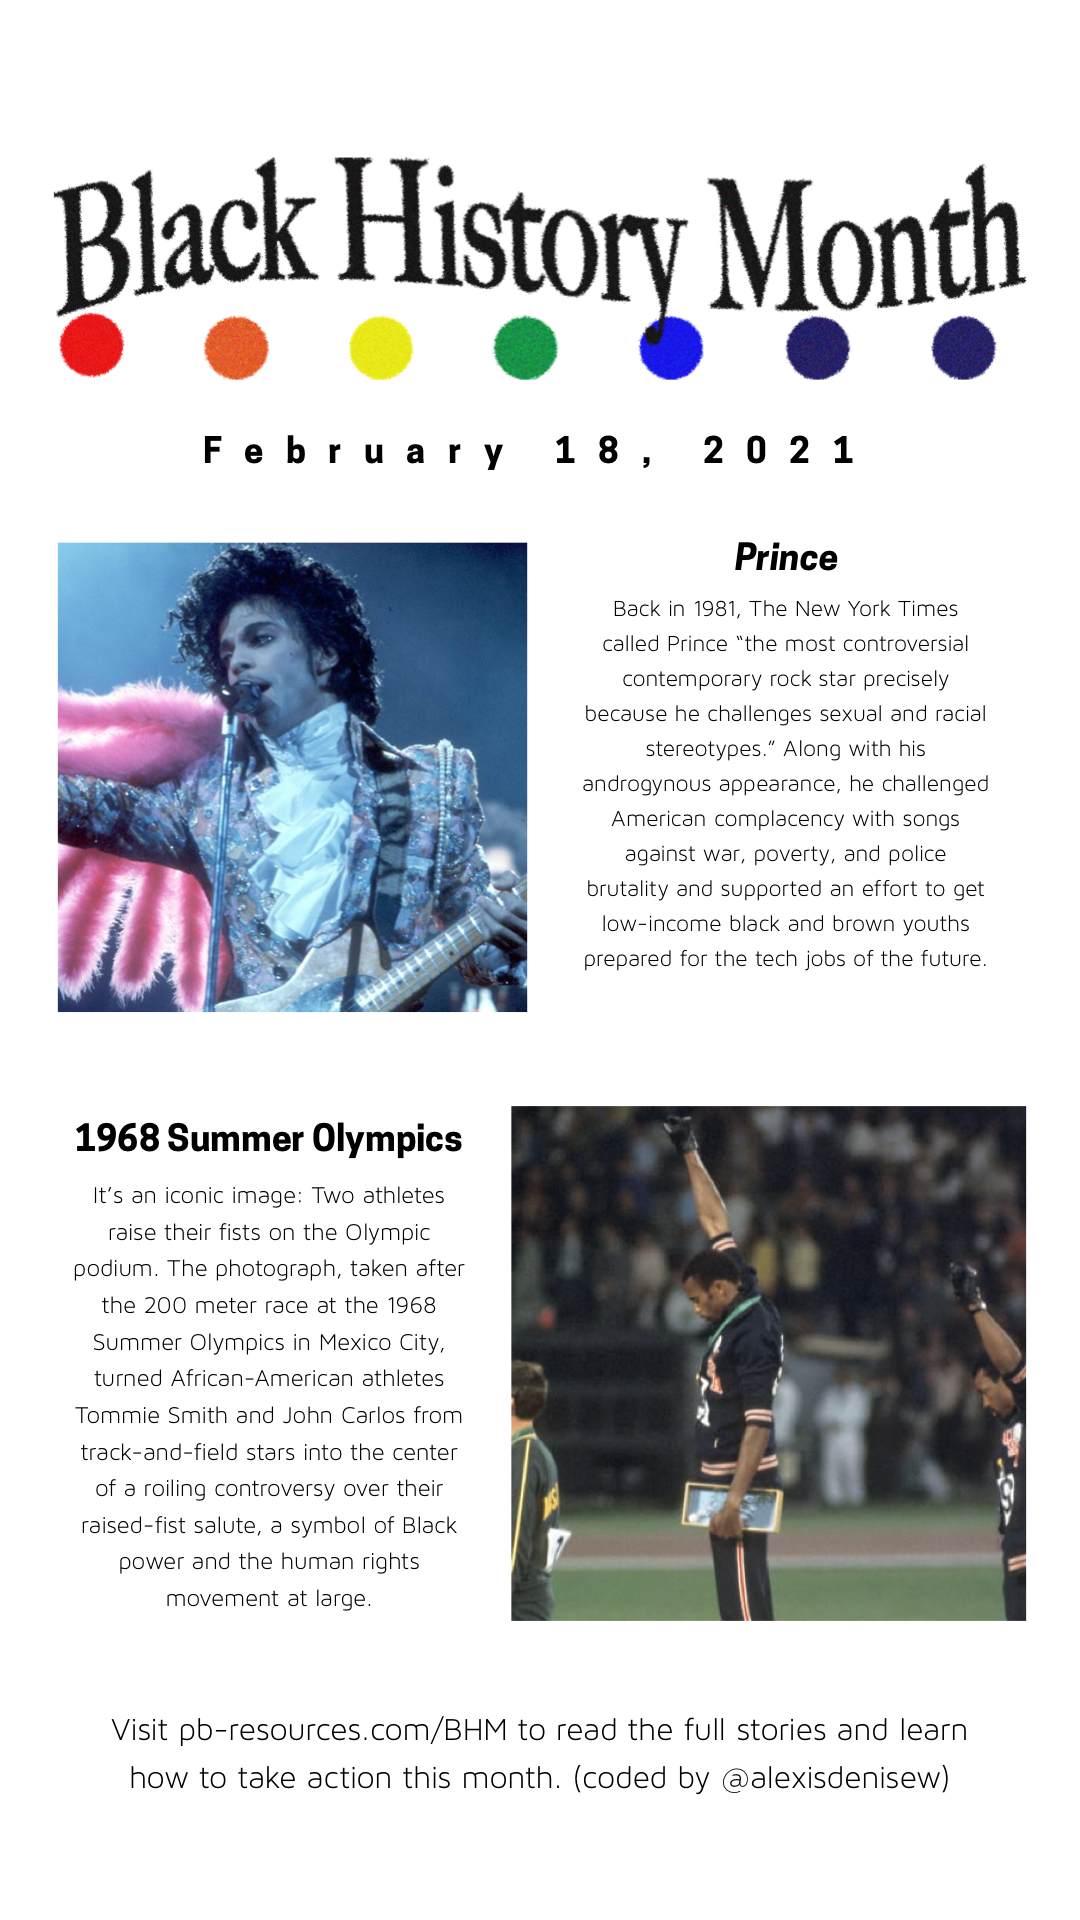 Black History Month
February 18, 2021
Prince
Back in 1981, The New York Times
called Prince “the most controversial
contemporary rock star precisely
because he challenges sexual and racial
stereotypes.” Along with his
androgynous appearance, he challenged
American complacency with songs
against war, poverty, and police
brutality and supported an effort to get
low-income black and brown youths
prepared for the tech jobs of the future.
1968 Summer Olympics
It’s an iconic image: Two athletes
raise their fists on the Olympic
podium. The photograph, taken after
the 200 meter race at the 1968
Summer Olympics in Mexico City,
turned African-American athletes
Tommie Smith and John Carlos from
track-and-field stars into the center
of a roiling controversy over their
raised-fist salute, a symbol of Black
power and the human rights
movement at large.
Visit pb-resources.com/BHM to read the full stories and learn
how to take action this month. (coded by @alexisdenisew)